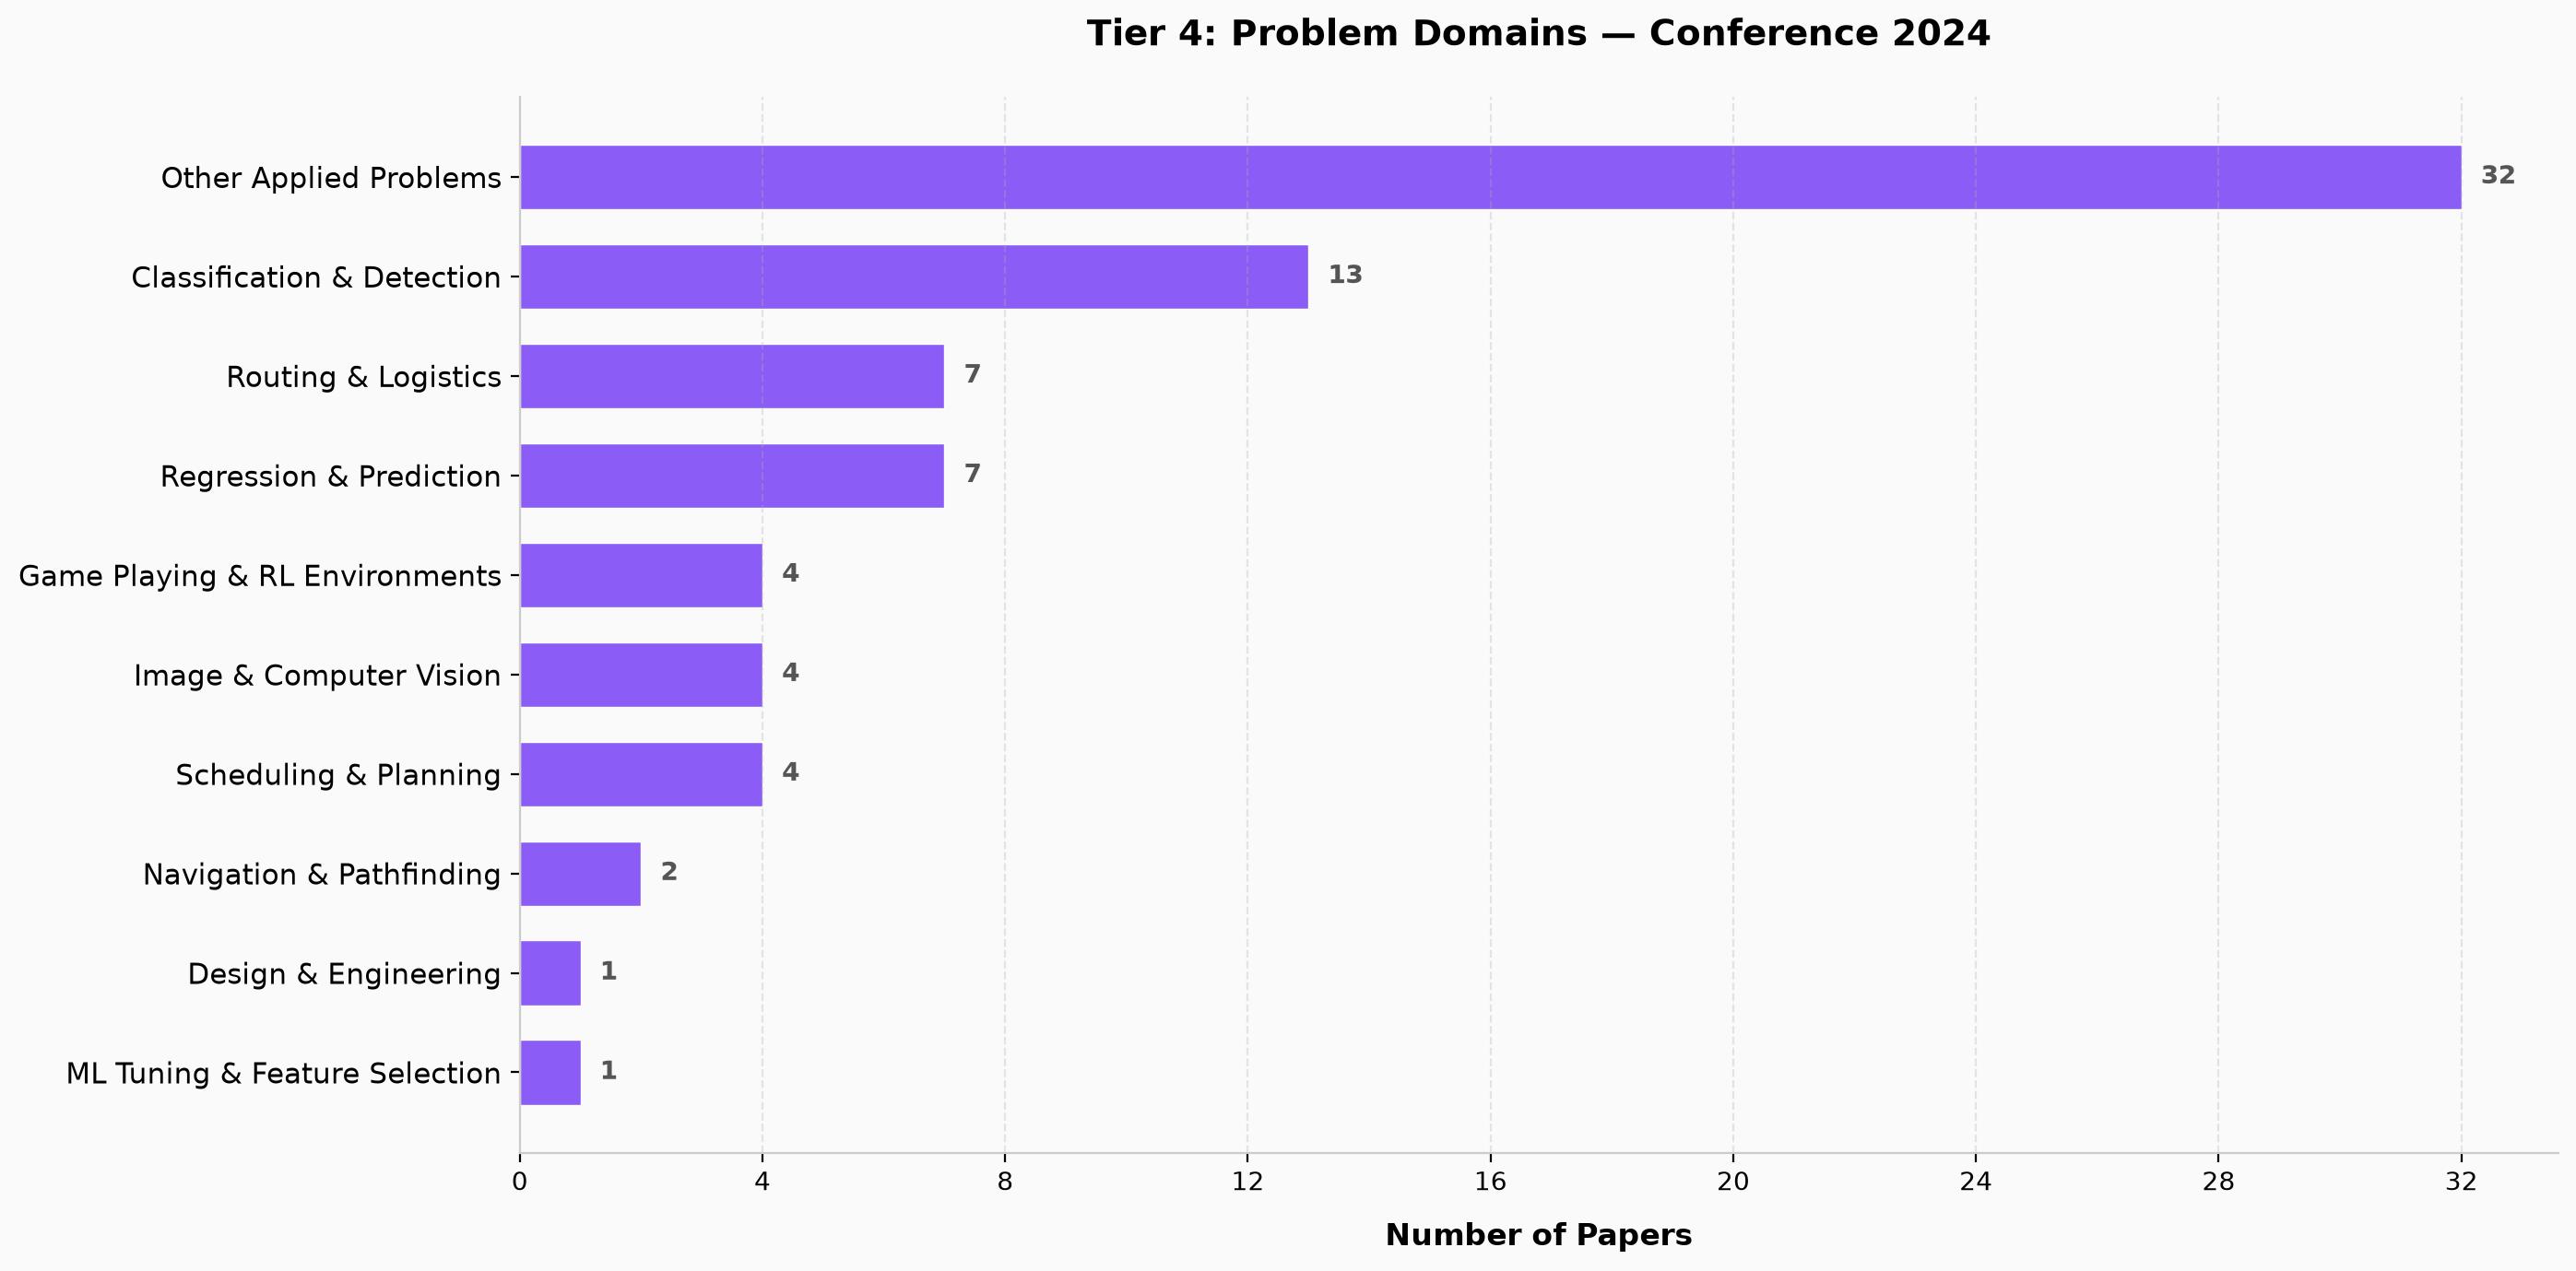 Tier 4: Problem Domains — Conference 2024
Other Applied Problems 32
Classification & Detection 13
Routing & Logistics 7
Regression & Prediction 7
Game Playing & RL Environments 4
Image & Computer Vision 4
Scheduling & Planning 4
Navigation & Pathfinding 2
Design & Engineering 1
ML Tuning & Feature Selection 1
0 4 8 12 16 20 24 28 32
Number of Papers